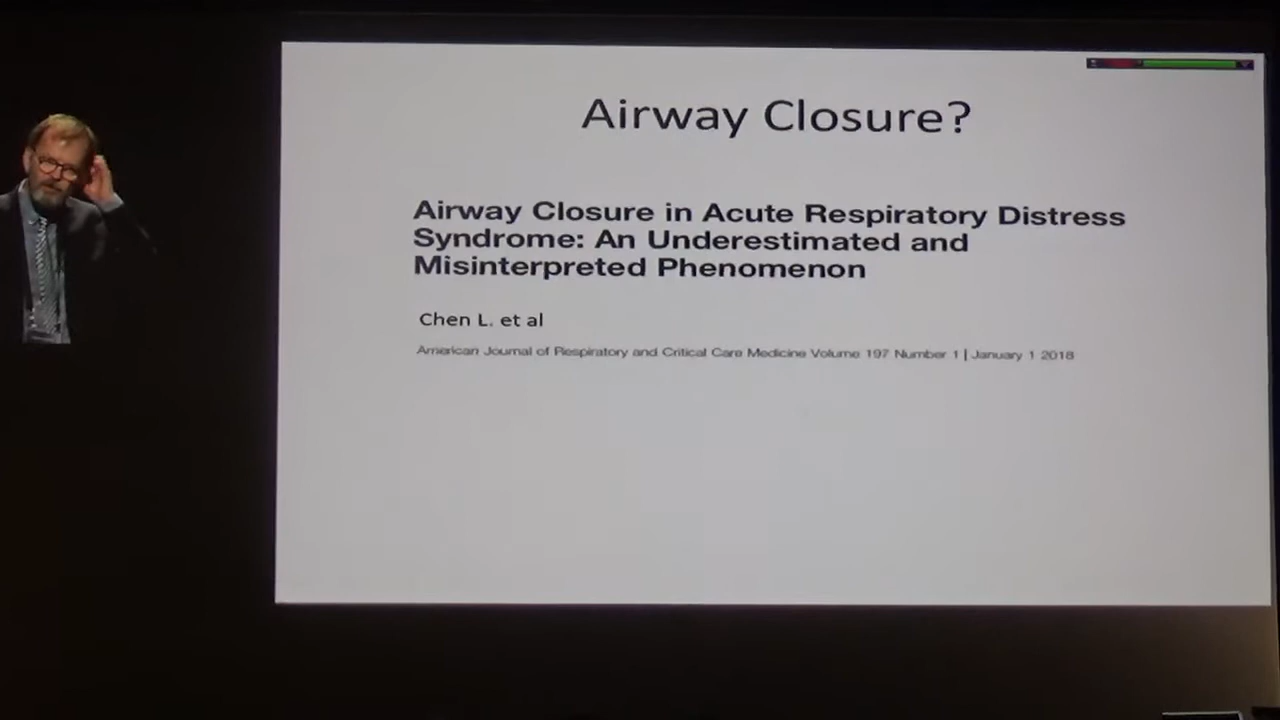 Airway Closure?
Airway Closure in Acute Respiratory Distress
Syndrome: An Underestimated and
Misinterpreted Phenomenon
Chen L. et al
American Journal of Respiratory and Critical Care Medicine Volume 197 Number 1 | January 1 2018